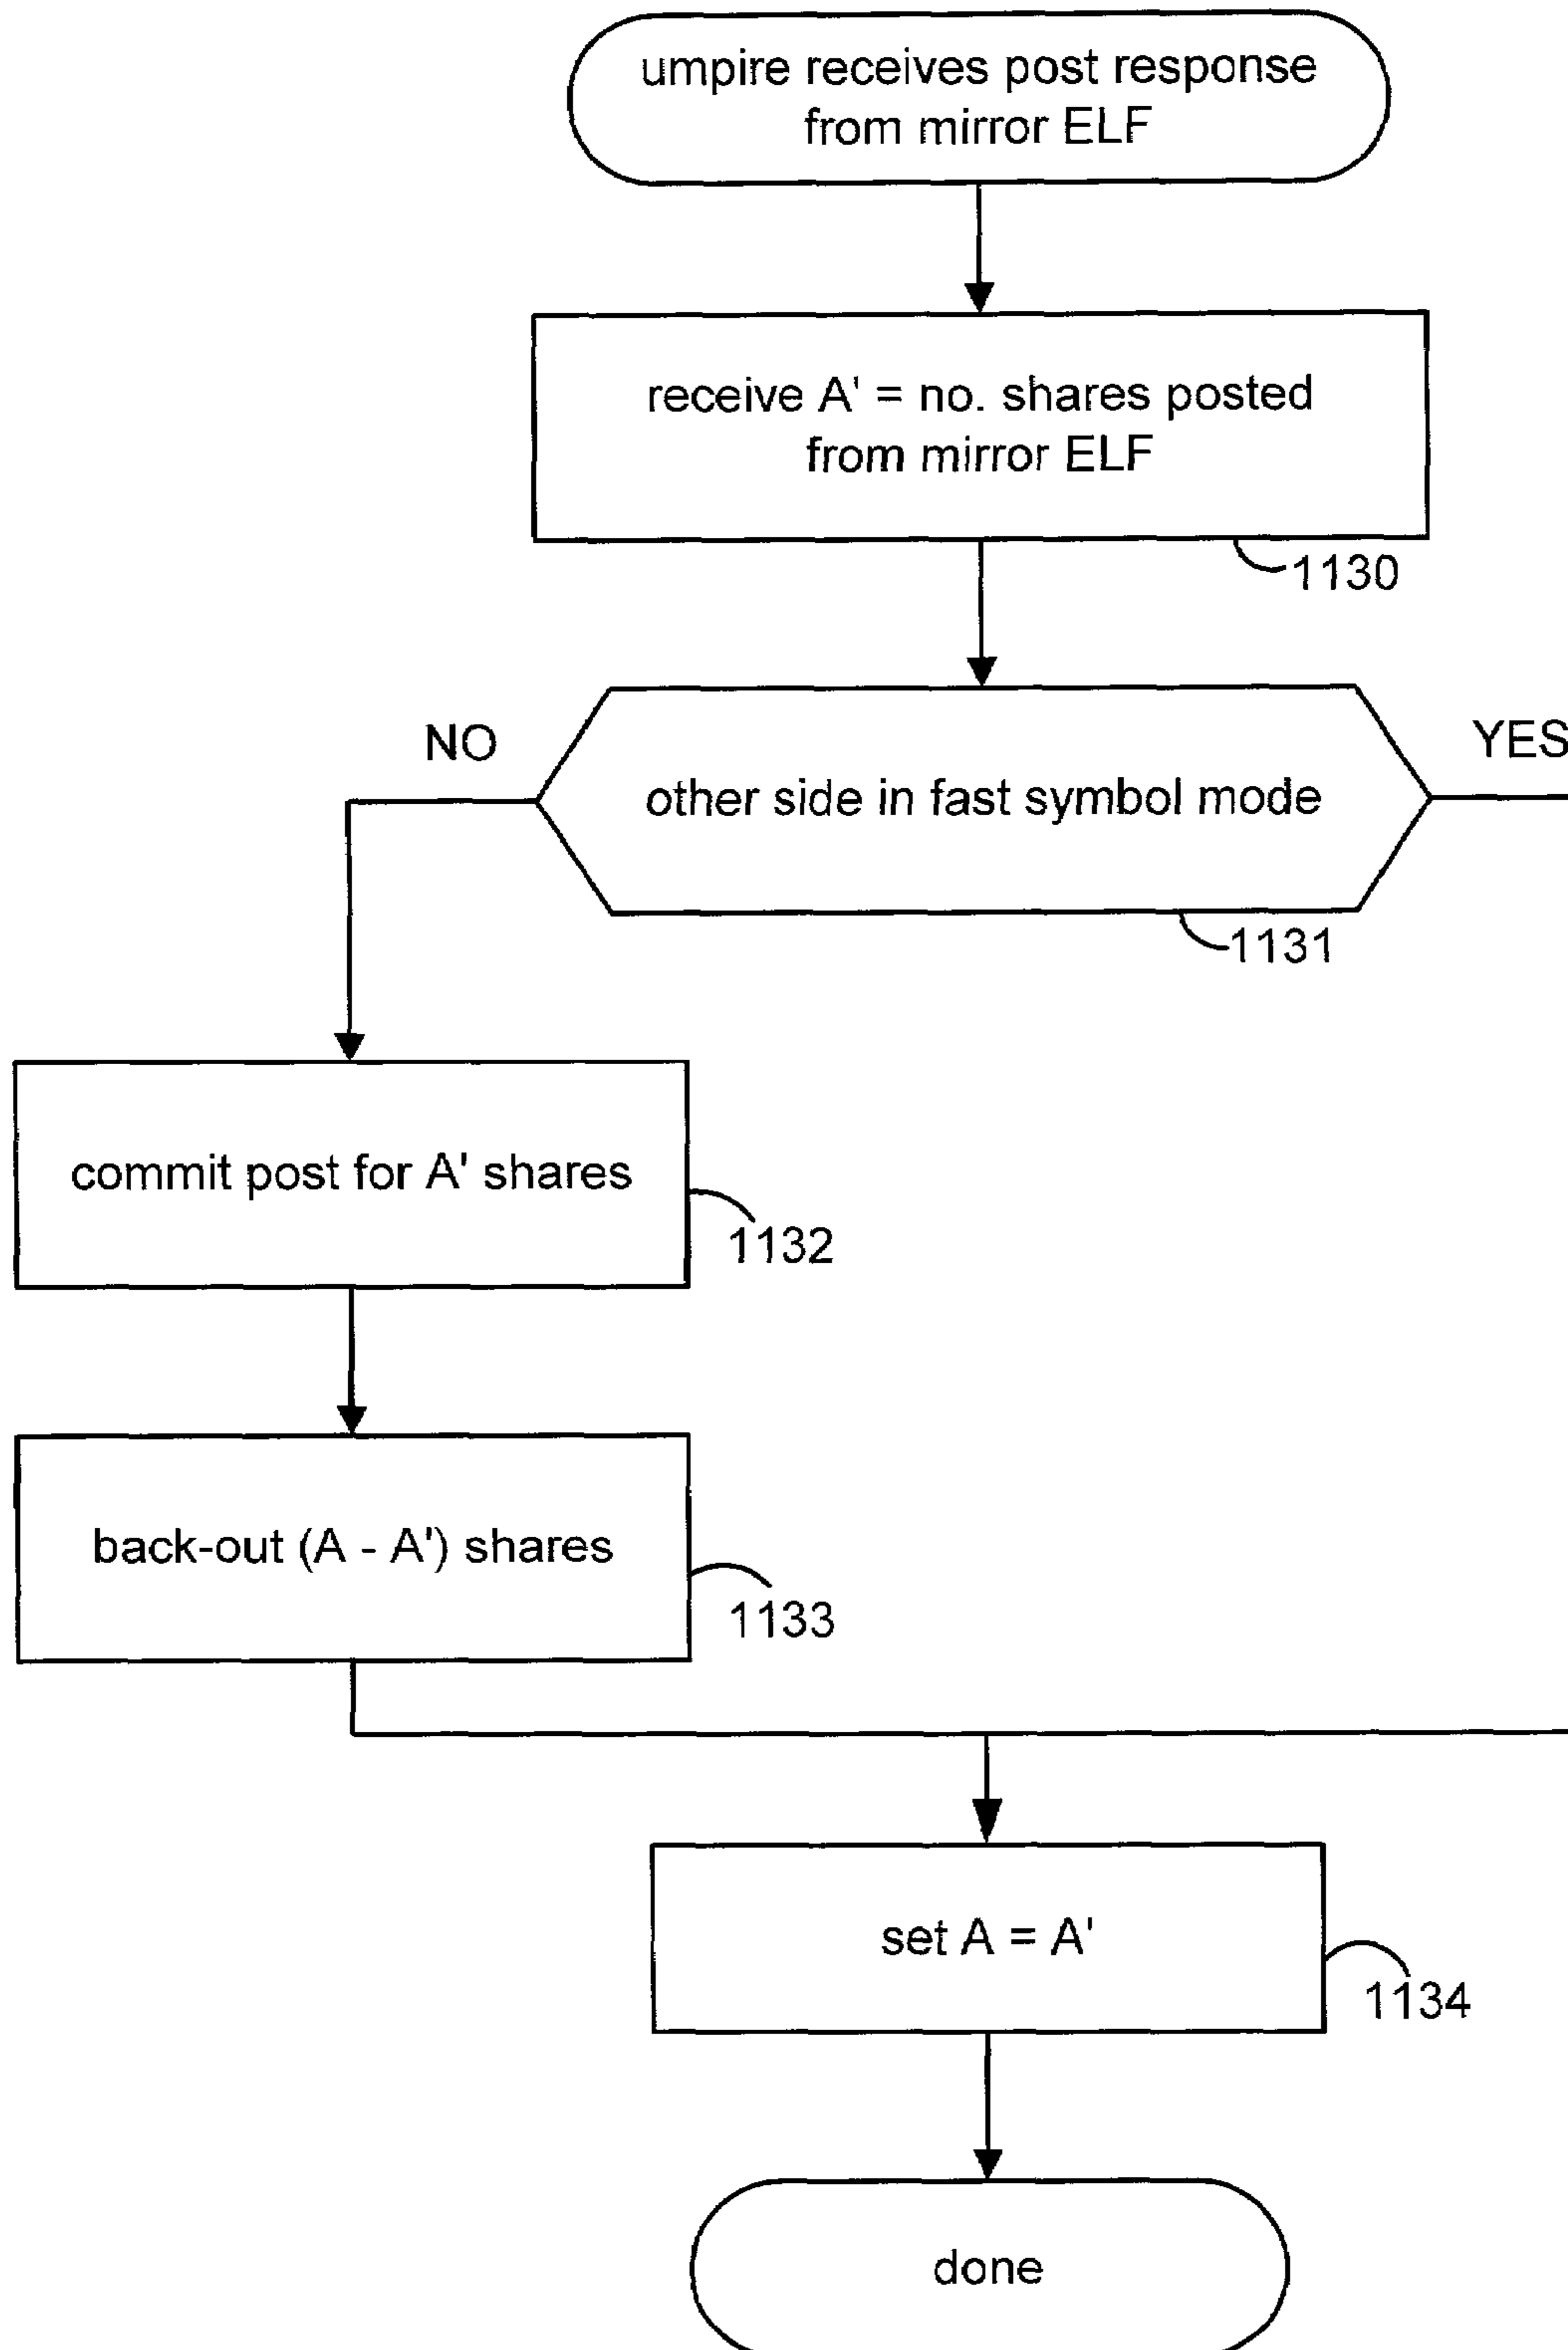 umpire receives post response
from mirror ELF
receive A' = no. shares posted
from mirror ELF
1130
NO
YES
other side in fast symbol mode
1131
commit post for A' shares
1132
back-out (A - A') shares
1133
set A = A'
1134
done